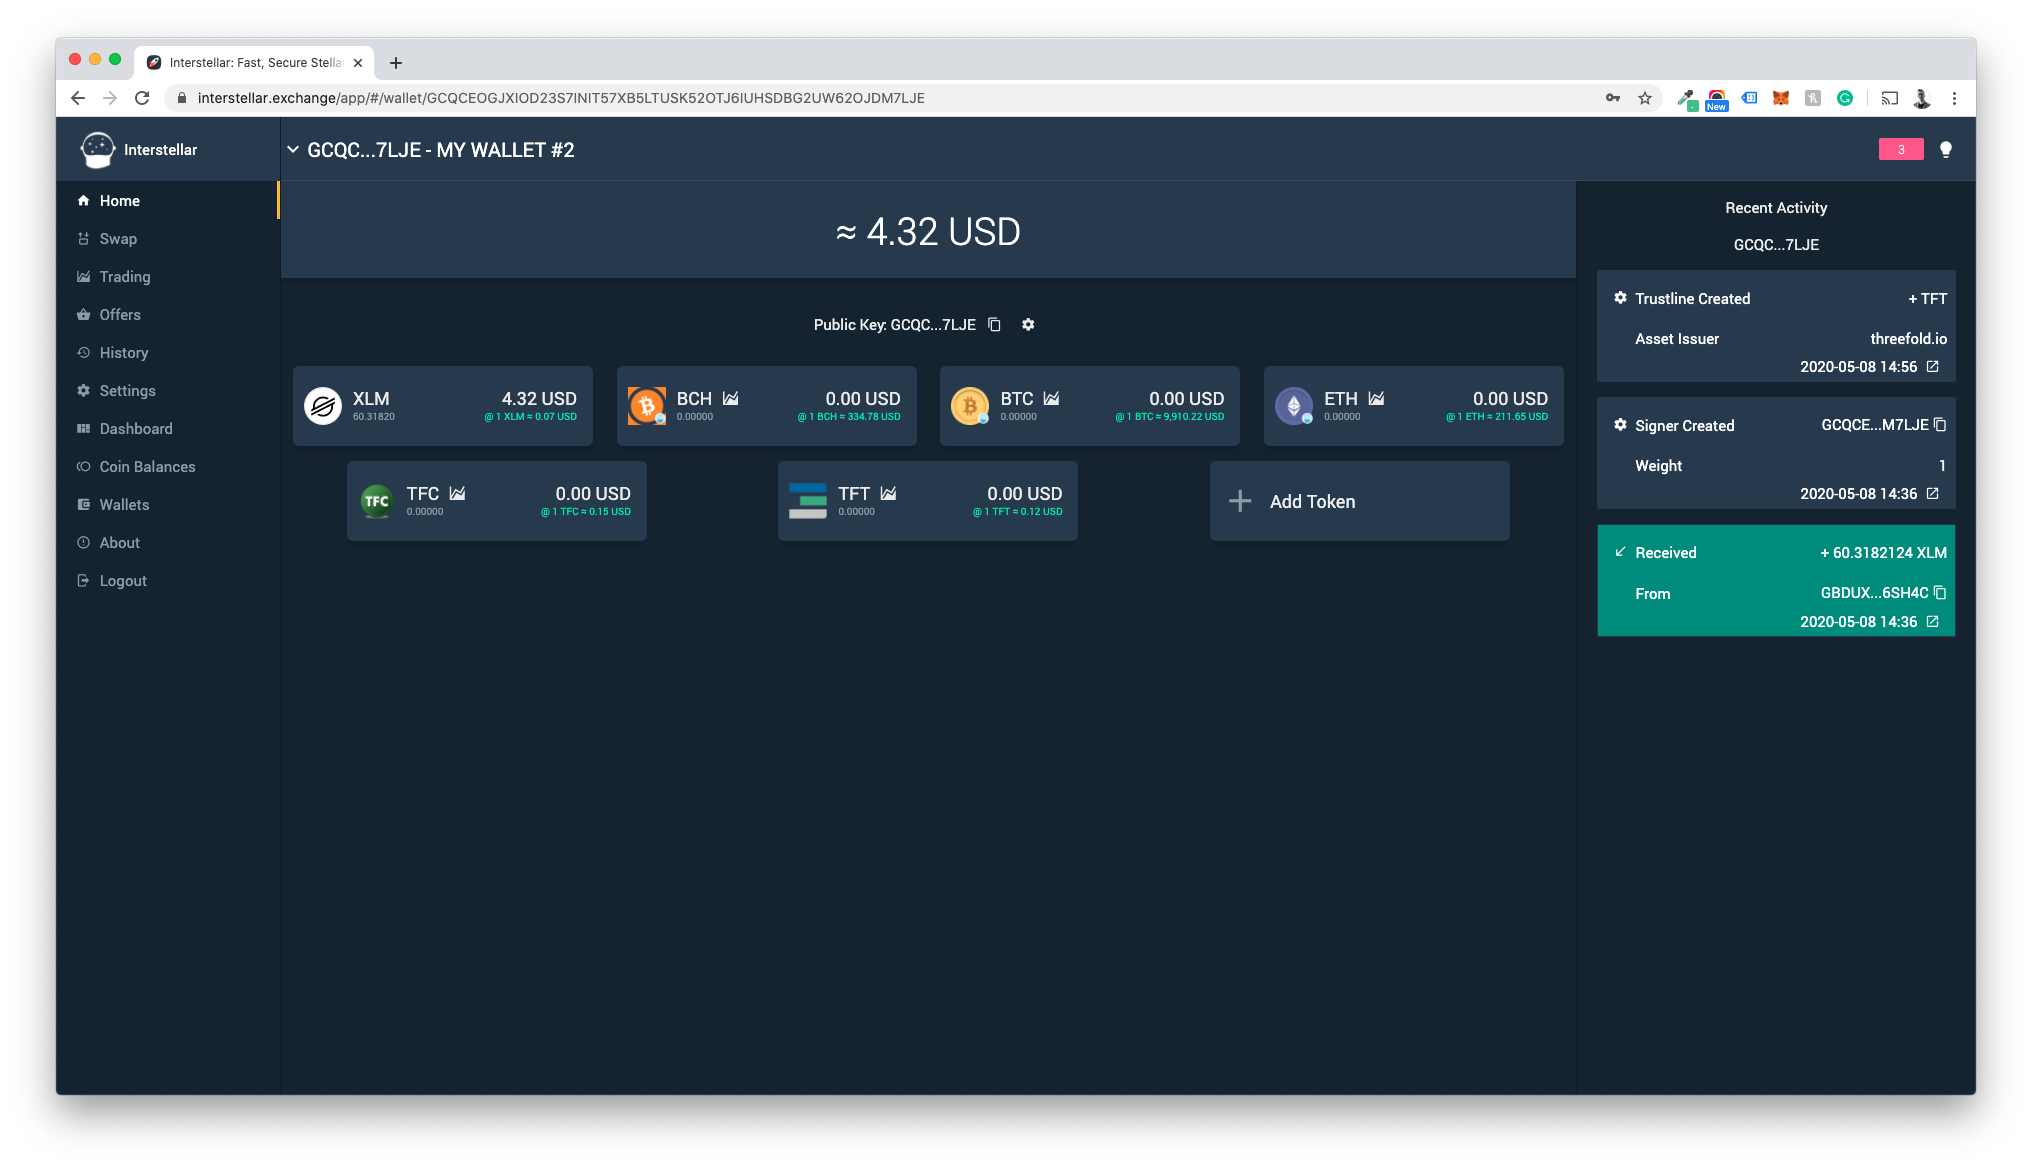 Interstellar: Fast, Secure Stella
interstellar.exchange/app/#/wallet/GCQCEOGJXIOD23S7INIT57XB5LTUSK52OTJ6IUHSDBG2UW62OJDM7LJE
New
Interstellar
GCQC...7LJE - MY WALLET #2
3
Home
Swap
Trading
Offers
History
Settings
Dashboard
Coin Balances
Wallets
About
Logout
≈ 4.32 USD
Public Key: GCQC...7LJE
XLM 4.32 USD
60.31820 @ 1 XLM ≈ 0.07 USD
BCH 0.00 USD
0.00000 @ 1 BCH ≈ 334.78 USD
BTC 0.00 USD
0.00000 @ 1 BTC ≈ 9,910.22 USD
ETH 0.00 USD
0.00000 @ 1 ETH ≈ 211.65 USD
TFC
TFC 0.00 USD
0.00000 @ 1 TFC ≈ 0.15 USD
TFT 0.00 USD
0.00000 @ 1 TFT ≈ 0.12 USD
Add Token
Recent Activity
GCQC...7LJE
Trustline Created + TFT
Asset Issuer threefold.io
2020-05-08 14:56
Signer Created GCQCE...M7LJE
Weight 1
2020-05-08 14:36
Received + 60.3182124 XLM
From GBDUX...6SH4C
2020-05-08 14:36